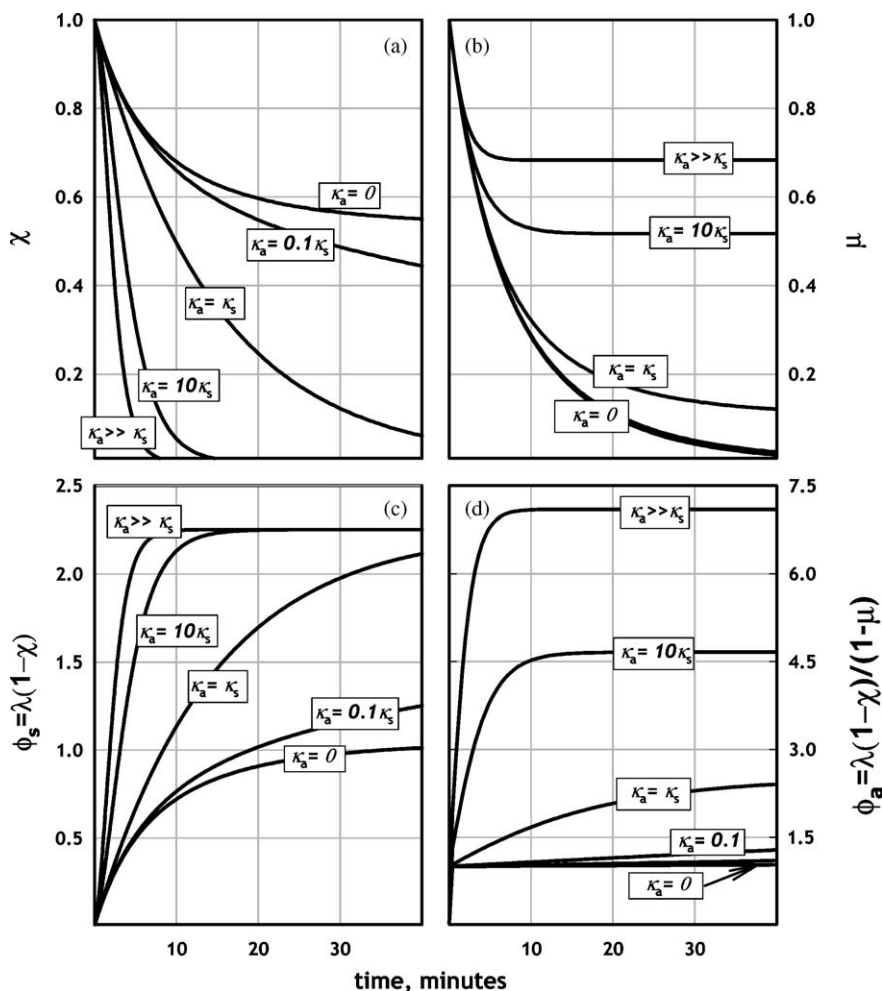 1.0
(a)
0.8
κa= 0
0.6
κa= 0.1κs
χ
κa= κs
0.4
κa= 10κs
0.2
κa>> κs
(b)
1.0
0.8
κa>>κs
0.6
κa= 10κs
μ
0.4
κa= κs
κa= 0
0.2
2.5
κa>> κs
(c)
2.0
κa= 10κs
1.5
κa= κs
κa= 0.1κs
1.0
κa= 0
0.5
ϕs=λ(1−χ)
10
20
30
(d)
7.5
κa>>κs
6.0
κa= 10κs
4.5
3.0
κa= κs
κa= 0.1
1.5
κa= 0
ϕa=λ(1−χ)/(1-μ)
10
20
30
time, minutes